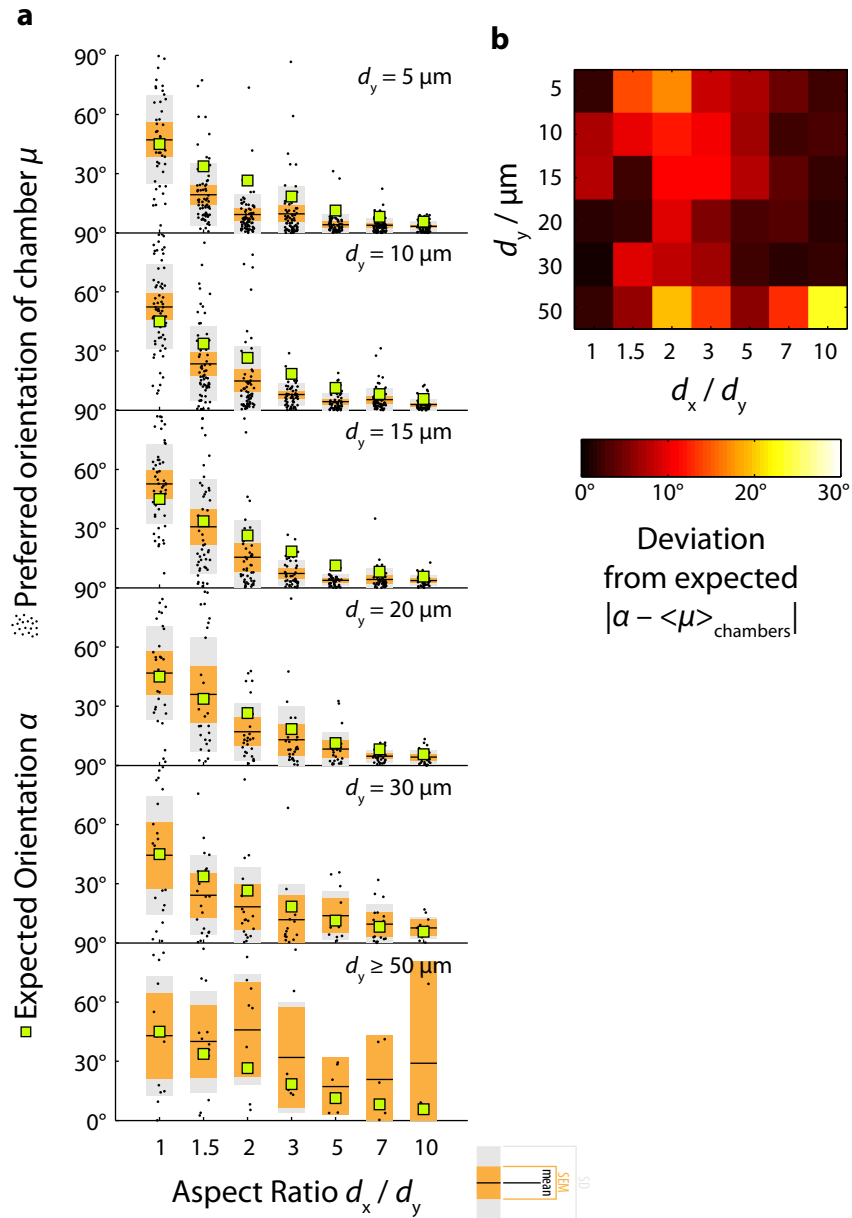 a
Preferred orientation of chamber μ
Expected Orientation α
90°
60°
30°
90°
60°
30°
90°
60°
30°
90°
60°
30°
90°
60°
30°
90°
60°
30°
0°
d_y = 5 μm
d_y = 10 μm
d_y = 15 μm
d_y = 20 μm
d_y = 30 μm
d_y ≥ 50 μm
1 1.5 2 3 5 7 10
Aspect Ratio d_x / d_y
mean
SEM
SD
b
d_y / μm
5
10
15
20
30
50
1 1.5 2 3 5 7 10
d_x / d_y
0° 10° 20° 30°
Deviation
from expected
|α – <μ>_chambers|